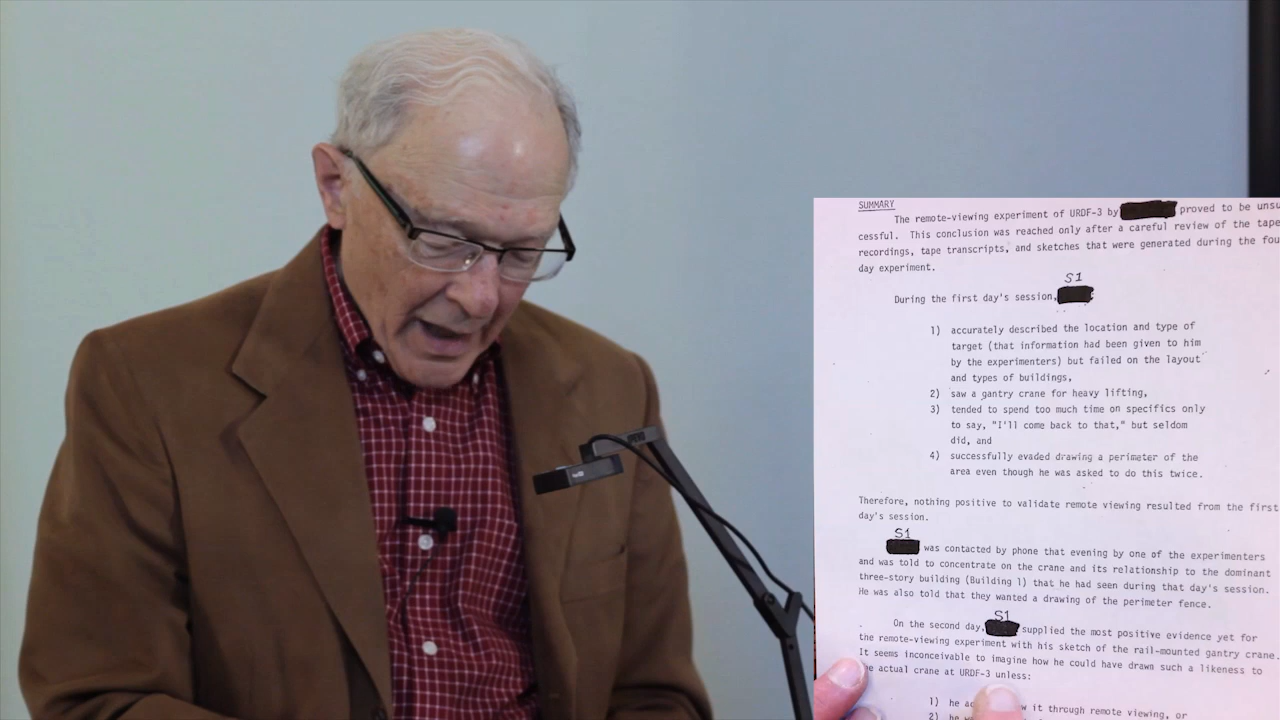 SUMMARY
The remote-viewing experiment of URDF-3 by proved to be unsu
cessful. This conclusion was reached only after a careful review of the tape
recordings, tape transcripts, and sketches that were generated during the fou
day experiment.
S1
During the first day's session,
1) accurately described the location and type of
target (that information had been given to him
by the experimenters) but failed on the layout
and types of buildings,
2) saw a gantry crane for heavy lifting,
3) tended to spend too much time on specifics only
to say, "I'll come back to that," but seldom
did, and
4) successfully evaded drawing a perimeter of the
area even though he was asked to do this twice.
Therefore, nothing positive to validate remote viewing resulted from the first
day's session.
S1
was contacted by phone that evening by one of the experimenters
and was told to concentrate on the crane and its relationship to the dominant
three-story building (Building 1) that he had seen during that day's session.
He was also told that they wanted a drawing of the perimeter fence.
S1
On the second day, supplied the most positive evidence yet for
the remote-viewing experiment with his sketch of the rail-mounted gantry crane.
It seems inconceivable to imagine how he could have drawn such a likeness to
e actual crane at URDF-3 unless:
1) he ac w it through remote viewing, or
2) he w